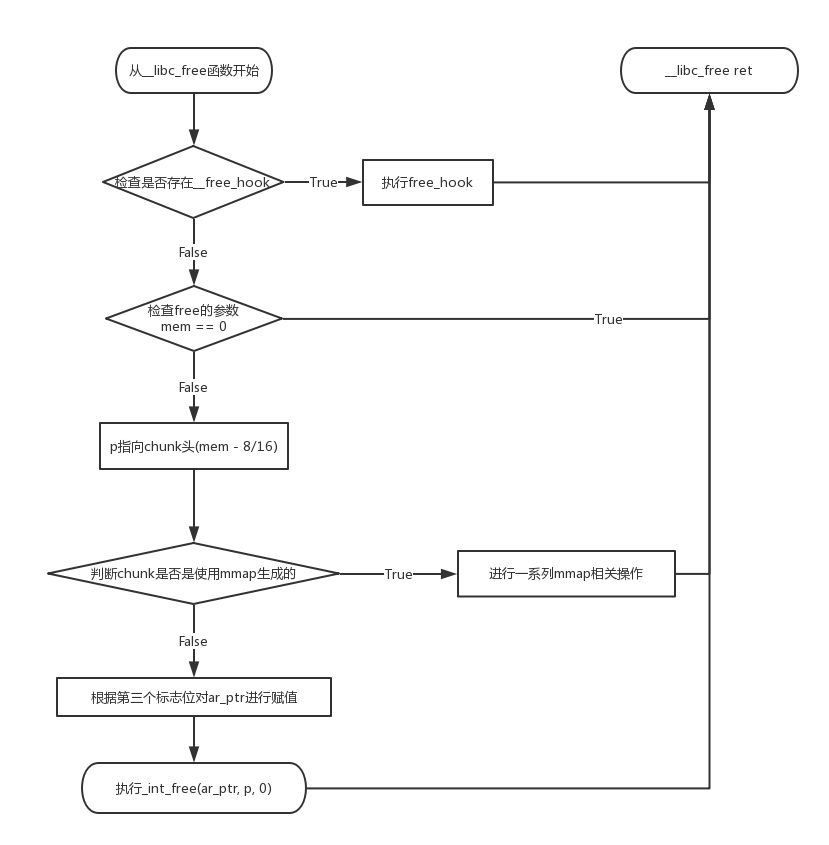 从__libc_free函数开始
__libc_free ret
检查是否存在__free_hook
True
执行free_hook
False
检查free的参数
mem == 0
True
False
p指向chunk头(mem - 8/16)
判断chunk是否是使用mmap生成的
True
进行一系列mmap相关操作
False
根据第三个标志位对ar_ptr进行赋值
执行_int_free(ar_ptr, p, 0)